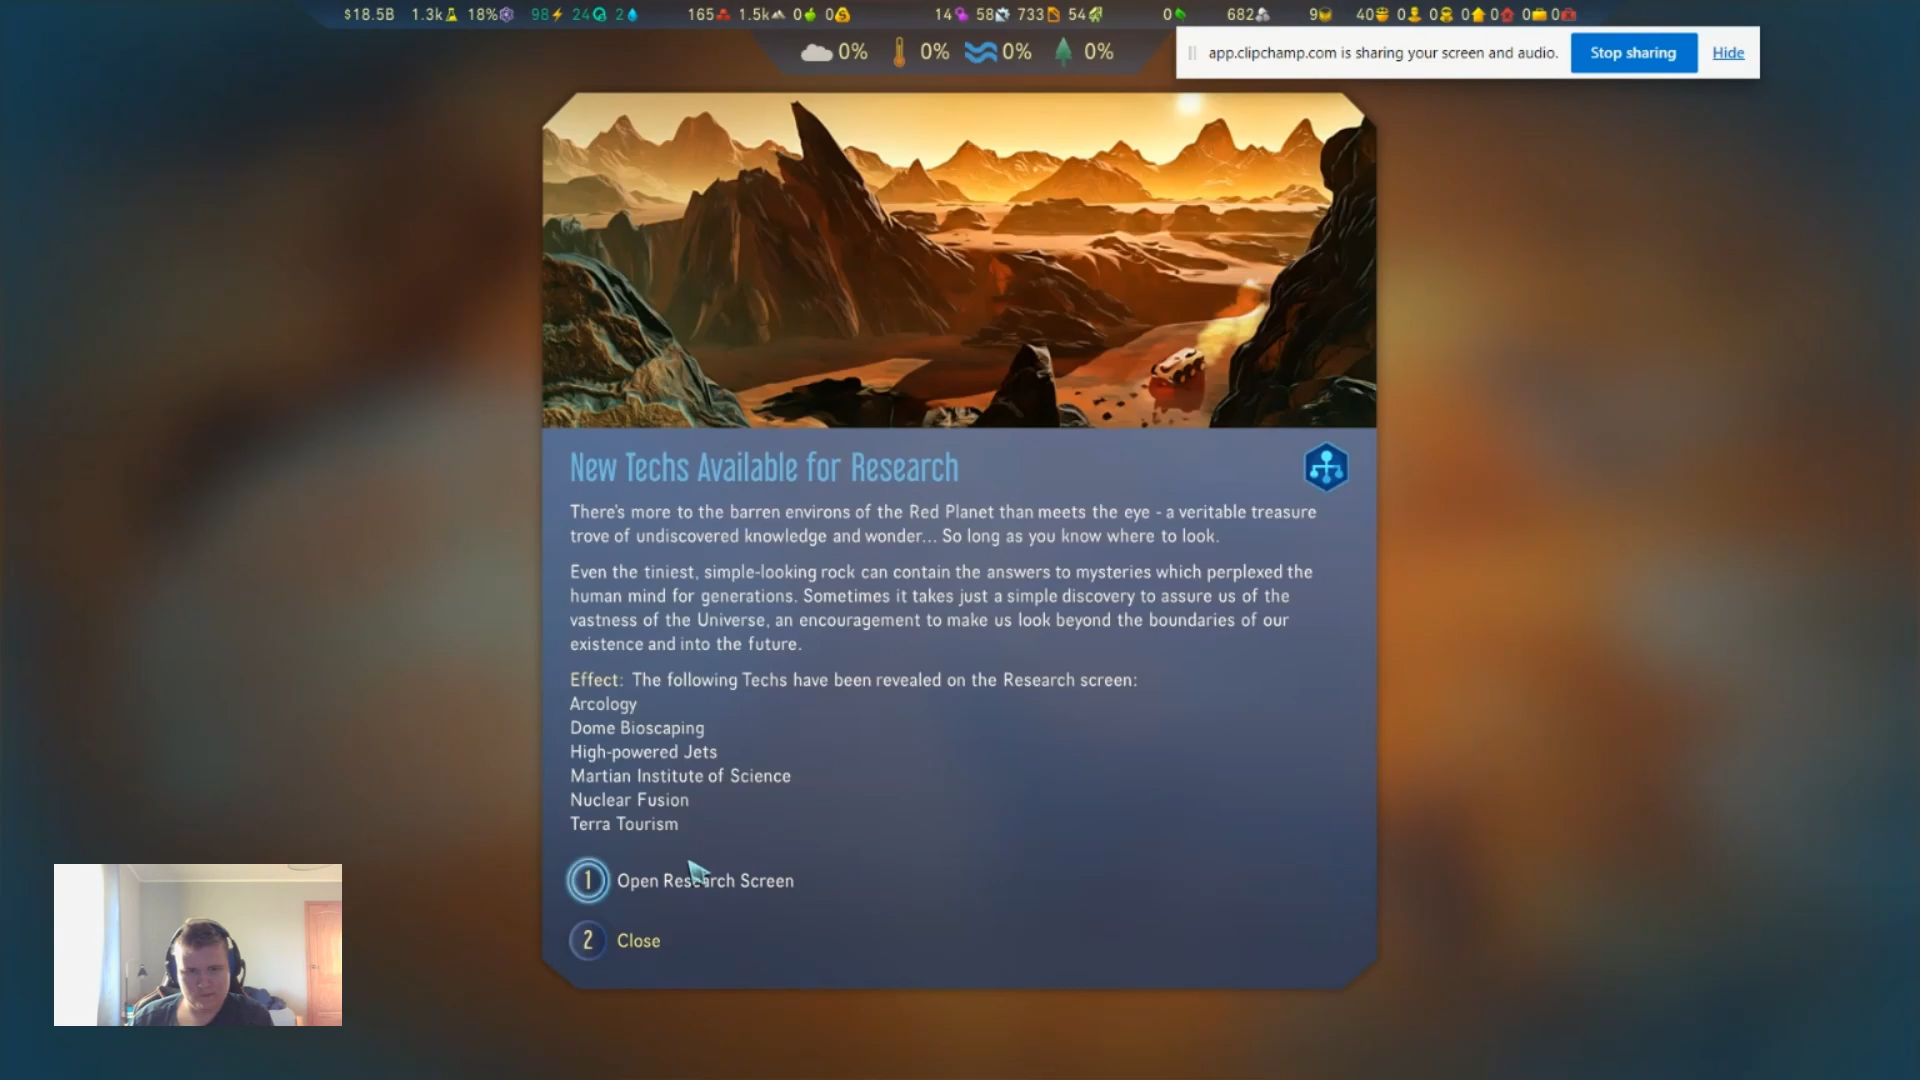 $18.5B 1.3k 18% 98 24 2 165 1.5k 0 0 14 58 733 54 0 682 9 40 0 0 0 0 0 0
0% 0% 0% 0%
app.clipchamp.com is sharing your screen and audio. Stop sharing Hide
New Techs Available for Research
There's more to the barren environs of the Red Planet than meets the eye - a veritable treasure
trove of undiscovered knowledge and wonder... So long as you know where to look.
Even the tiniest, simple-looking rock can contain the answers to mysteries which perplexed the
human mind for generations. Sometimes it takes just a simple discovery to assure us of the
vastness of the Universe, an encouragement to make us look beyond the boundaries of our
existence and into the future.
Effect: The following Techs have been revealed on the Research screen:
Arcology
Dome Bioscaping
High-powered Jets
Martian Institute of Science
Nuclear Fusion
Terra Tourism
1 Open Research Screen
2 Close